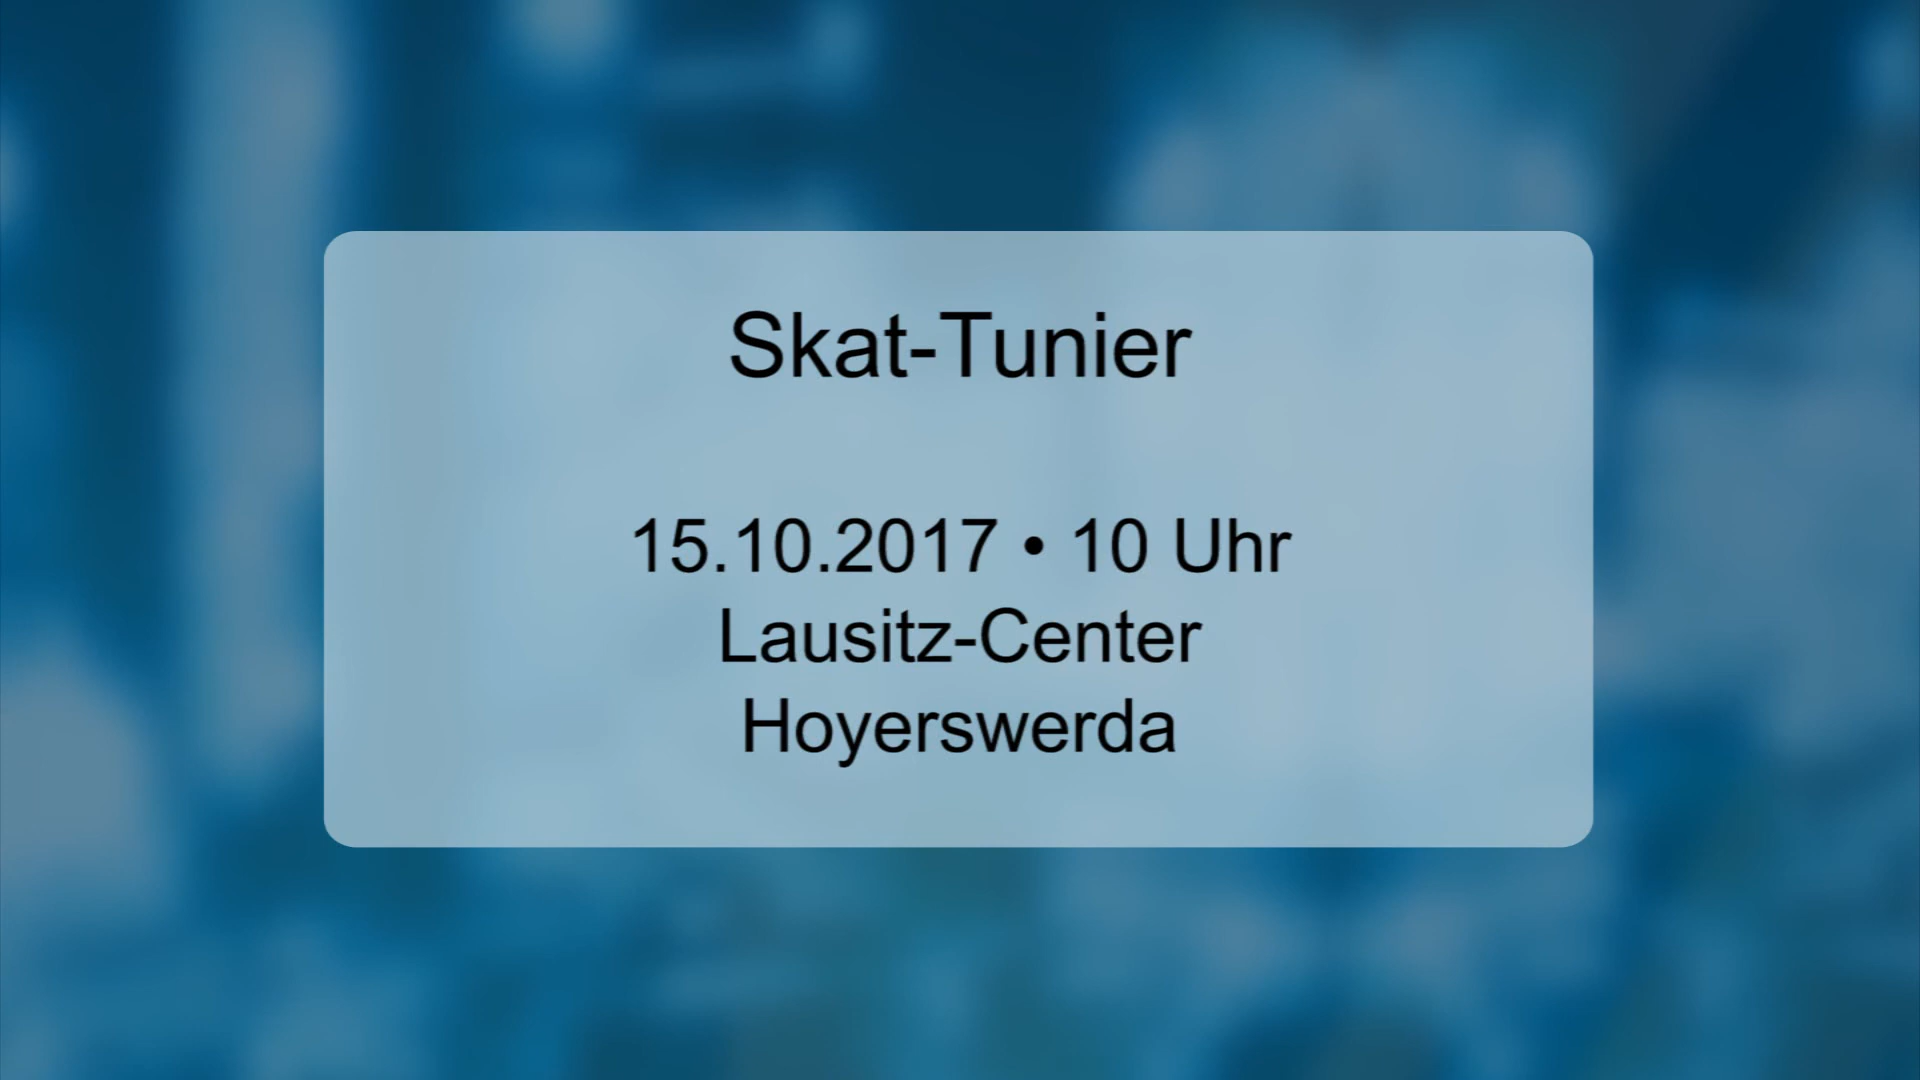 Skat-Tunier
15.10.2017 • 10 Uhr
Lausitz-Center
Hoyerswerda